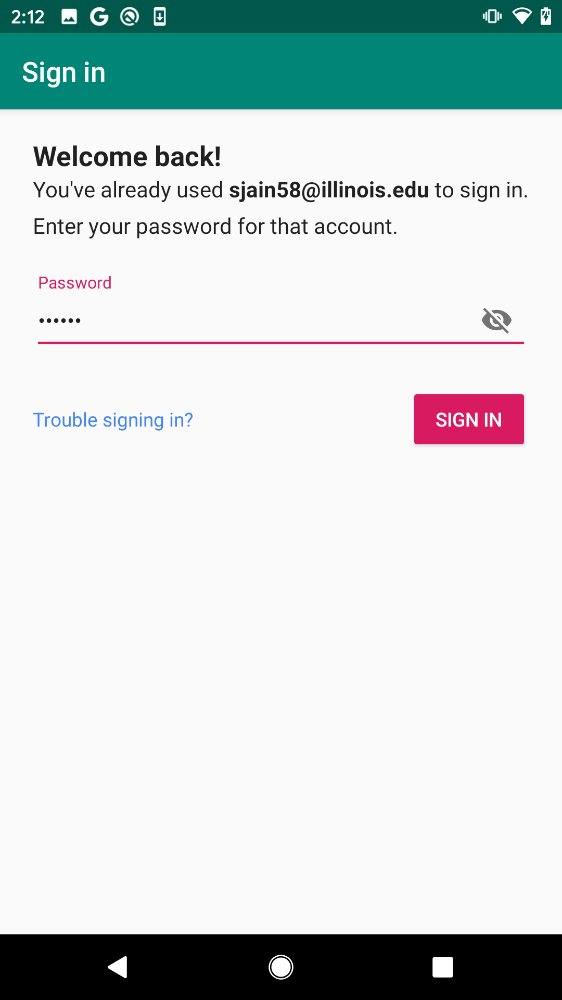 2:12
Sign in
Welcome back!
You've already used sjain58@illinois.edu to sign in.
Enter your password for that account.
Password
••••••
Trouble signing in?
SIGN IN